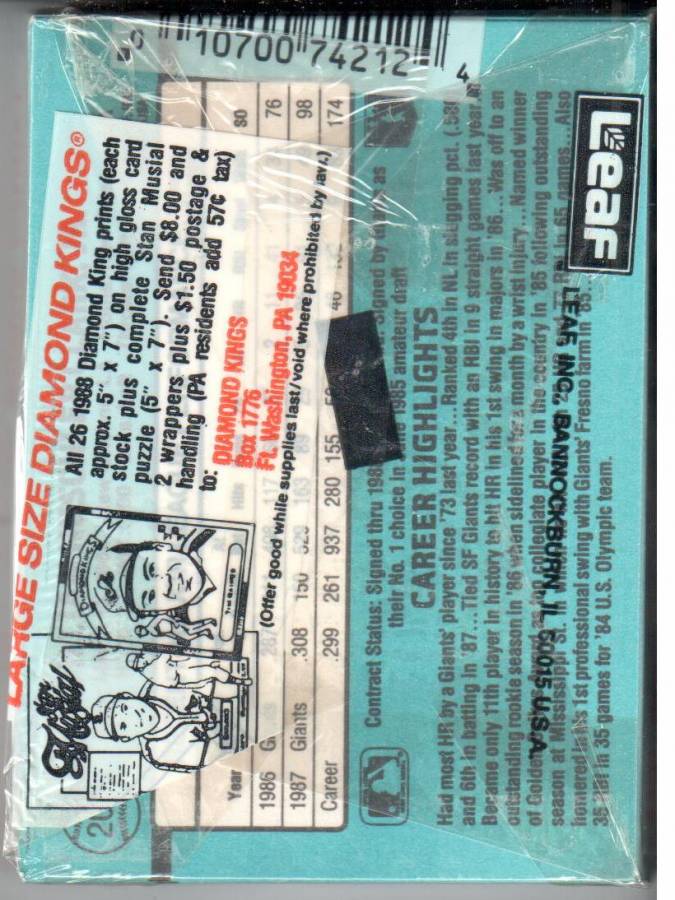 10700 74212 4
LARGE SIZE DIAMOND KINGS®
All 26 1988 Diamond King prints (each
approx. 5" x 7") on high gloss card
stock plus complete Stan Musial
puzzle (5" x 7"). Send $8.00 and
2 wrappers plus $1.50 postage &
handling (PA residents add 57¢ tax)
to: DIAMOND KINGS
Box 1776
Ft. Washington, PA 19034
(Offer good while supplies last/void where prohibited by law.)
Leaf
LEAF, INC. BANNOCKBURN, IL 60015 U.S.A.
SO
Year
1986 76
1987 Giants .308 150 529 163 89 98
Career .299 261 937 280 155 174
Contract Status: Signed thru 198 signed by as
their No. 1 choice in 1985 amateur draft
CAREER HIGHLIGHTS
Had most HR by a Giants' player since '73 last year...Ranked 4th in NL in slugging pct.
and 6th in batting in '87...Tied SF Giants record with an RBI in 9 straight games last year
Became only 11th player in history to hit HR in his 1st swing in majors in '86...Was off to an
outstanding rookie season in '86 when sidelined month by a wrist injury...Named winner
of Golden collegiate player in the country in '85 following outstanding
season at Mississippi St. in 65 games...Also
homered in his 1st professional swing with Giants' Fresno farm in '85
35 in 35 games for '84 U.S. Olympic team.